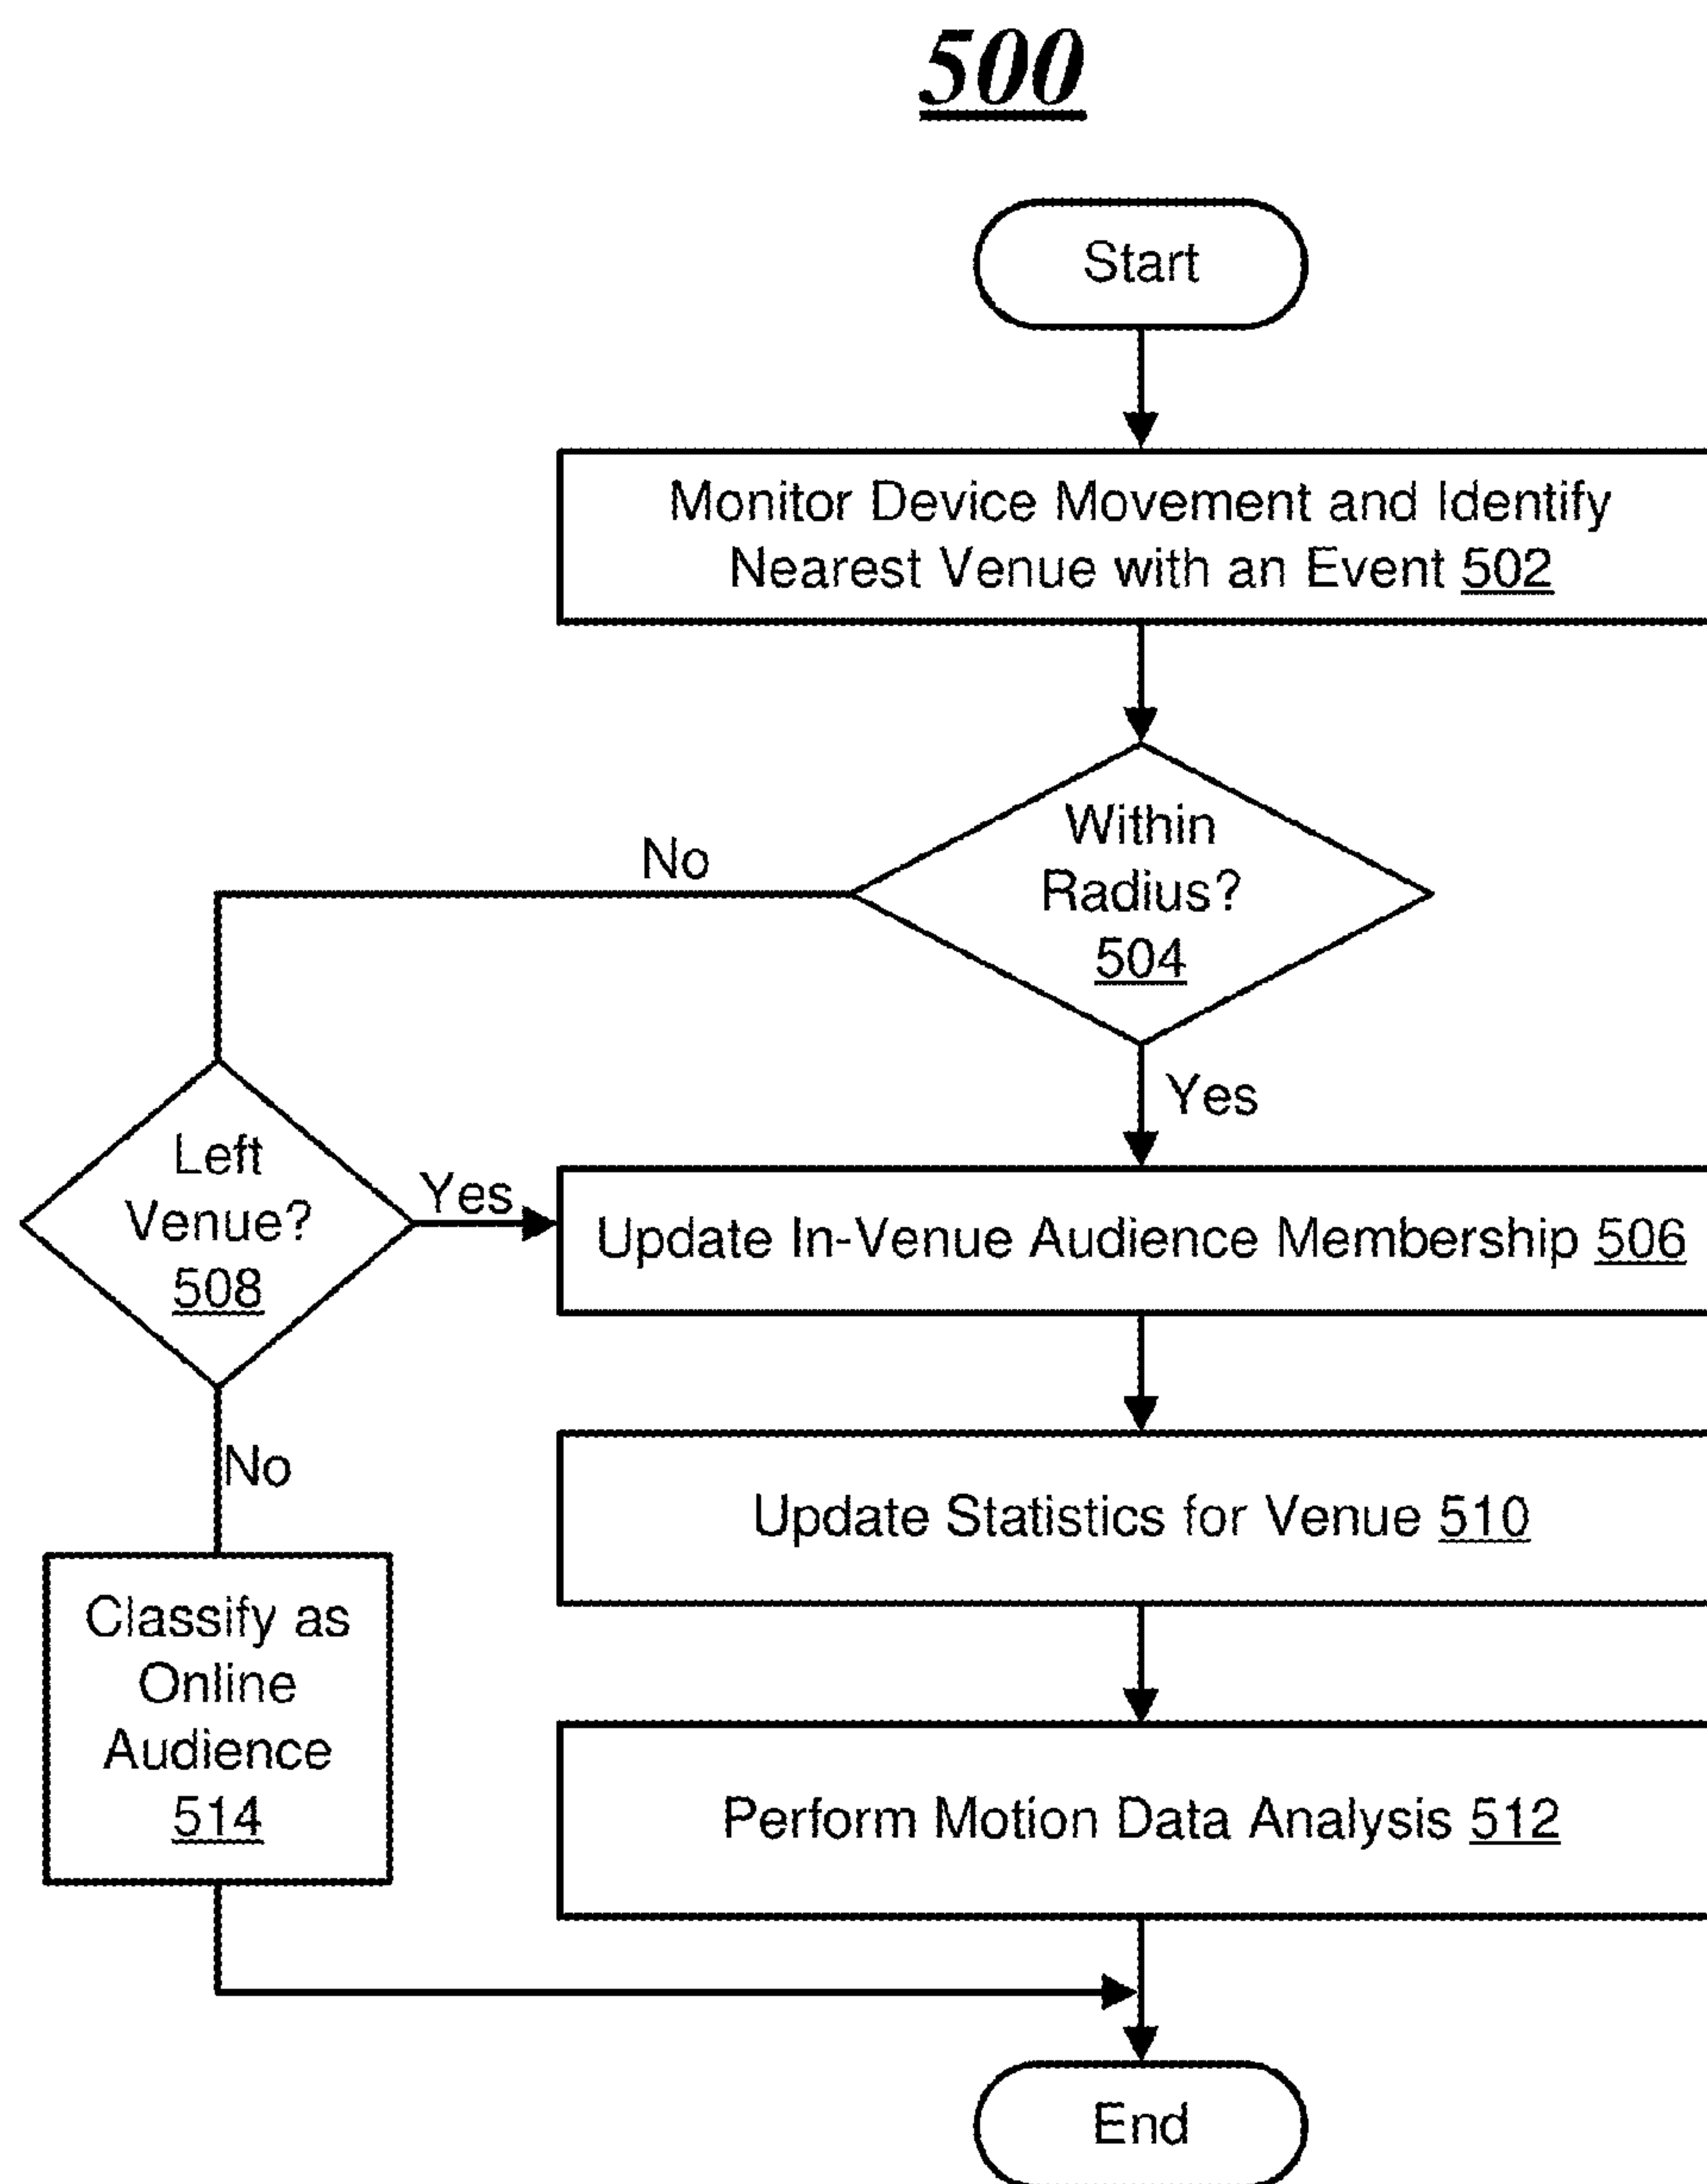 500
Start
Monitor Device Movement and Identify
Nearest Venue with an Event 502
Within
Radius?
504
No
Yes
Left
Venue?
508
Yes
Update In-Venue Audience Membership 506
No
Update Statistics for Venue 510
Classify as
Online
Audience
514
Perform Motion Data Analysis 512
End